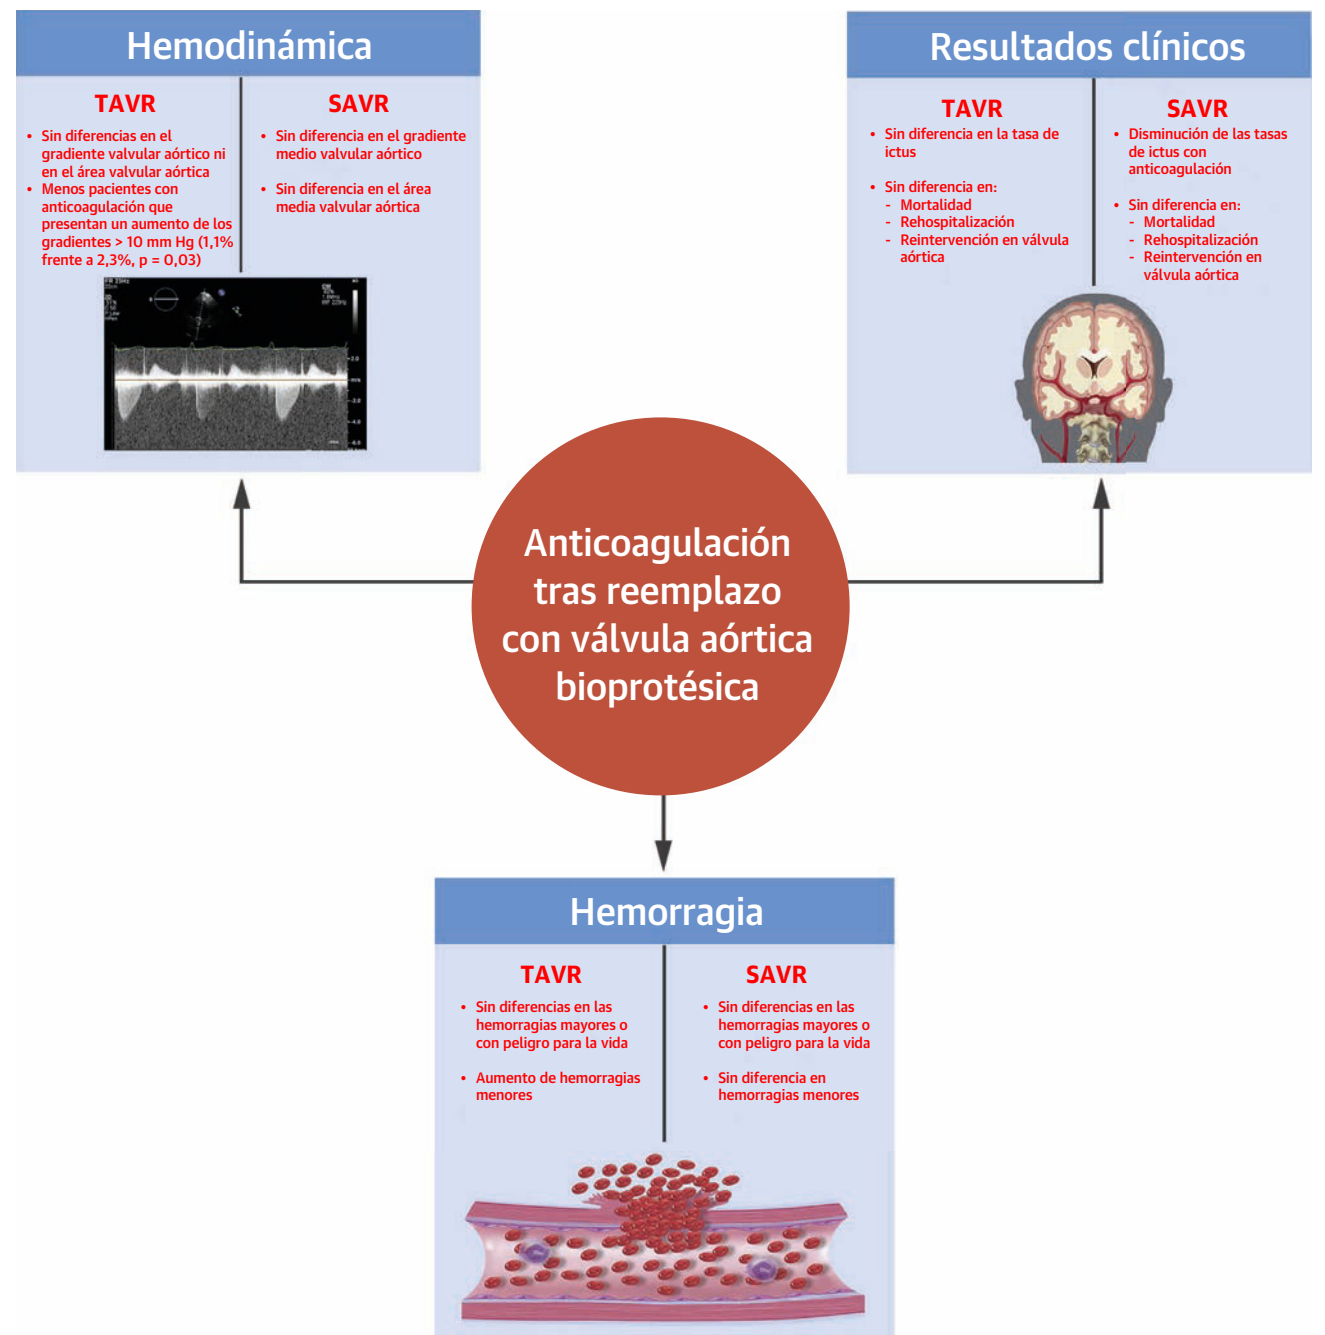 Hemodinámica
TAVR
• Sin diferencias en el
gradiente valvular aórtico ni
en el área valvular aórtica
• Menos pacientes con
anticoagulación que
presentan un aumento de los
gradientes > 10 mm Hg (1,1%
frente a 2,3%, p = 0,03)
SAVR
• Sin diferencia en el gradiente
medio valvular aórtico
• Sin diferencia en el área
media valvular aórtica
Resultados clínicos
TAVR
• Sin diferencia en la tasa de
ictus
• Sin diferencia en:
- Mortalidad
- Rehospitalización
- Reintervención en válvula
aórtica
SAVR
• Disminución de las tasas
de ictus con
anticoagulación
• Sin diferencia en:
- Mortalidad
- Rehospitalización
- Reintervención en
válvula aórtica
Anticoagulación
tras reemplazo
con válvula aórtica
bioprotésica
Hemorragia
TAVR
• Sin diferencias en las
hemorragias mayores o
con peligro para la vida
• Aumento de hemorragias
menores
SAVR
• Sin diferencias en las
hemorragias mayores o
con peligro para la vida
• Sin diferencia en
hemorragias menores